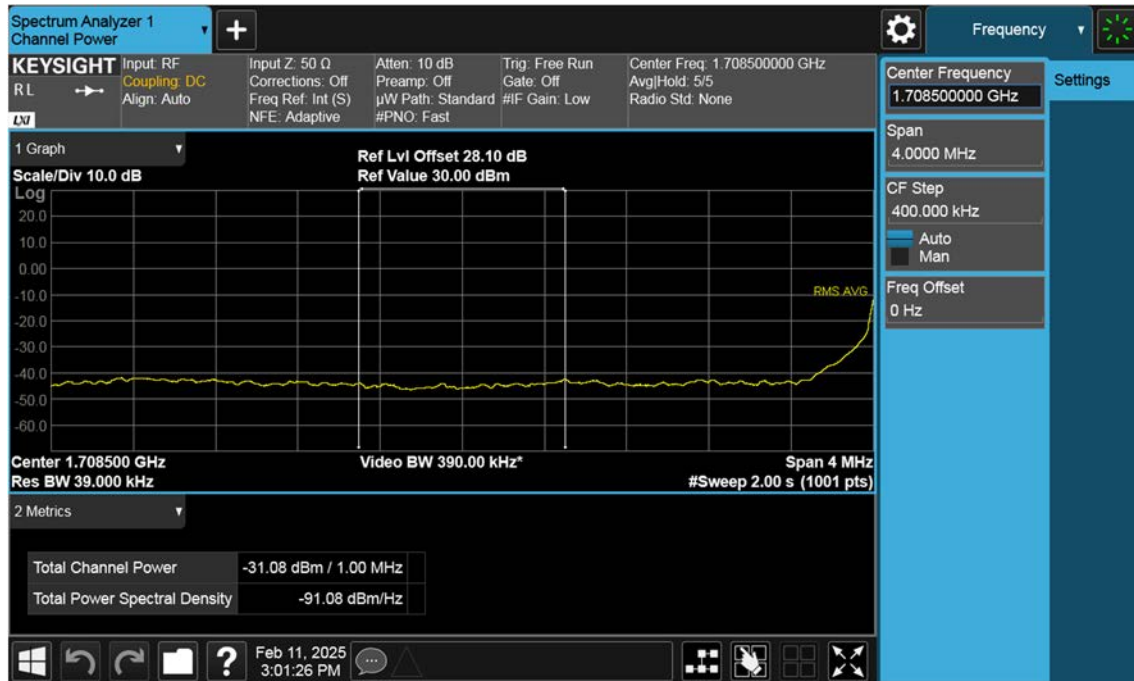 Spectrum Analyzer 1
Channel Power
Frequency
KEYSIGHT
R L
LXI
Input: RF
Coupling: DC
Align: Auto
Input Z: 50 Ω
Corrections: Off
Freq Ref: Int (S)
NFE: Adaptive
Atten: 10 dB
Preamp: Off
µW Path: Standard
#PNO: Fast
Trig: Free Run
Gate: Off
#IF Gain: Low
Center Freq: 1.708500000 GHz
Avg|Hold: 5/5
Radio Std: None
Center Frequency
1.708500000 GHz
Settings
Span
4.0000 MHz
CF Step
400.000 kHz
Auto
Man
Freq Offset
0 Hz
1 Graph
Scale/Div 10.0 dB
Ref Lvl Offset 28.10 dB
Ref Value 30.00 dBm
Log
20.0
10.0
0.00
-10.0
-20.0
-30.0
-40.0
-50.0
-60.0
RMS AVG
Center 1.708500 GHz
Res BW 39.000 kHz
Video BW 390.00 kHz*
Span 4 MHz
#Sweep 2.00 s (1001 pts)
2 Metrics
Total Channel Power -31.08 dBm / 1.00 MHz
Total Power Spectral Density -91.08 dBm/Hz
?
Feb 11, 2025
3:01:26 PM